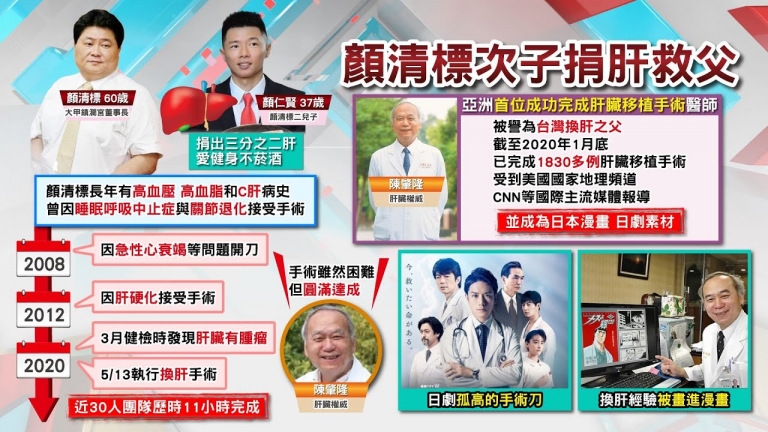 顏清標次子捐肝救父
顏清標 60歲
大甲鎮瀾宮董事長
顏仁賢 37歲
顏清標二兒子
捐出三分之二肝
愛健身不菸酒
顏清標長年有高血壓 高血脂和C肝病史
曾因睡眠呼吸中止症與關節退化接受手術
2008
因急性心衰竭等問題開刀
2012
因肝硬化接受手術
2020
3月健檢時發現肝臟有腫瘤
5/13執行換肝手術
近30人團隊歷時11小時完成
手術雖然困難
但圓滿達成
陳肇隆
肝臟權威
亞洲首位成功完成肝臟移植手術醫師
被譽為台灣換肝之父
截至2020年1月底
已完成1830多例肝臟移植手術
受到美國國家地理頻道
CNN等國際主流媒體報導
並成為日本漫畫 日劇素材
陳肇隆
肝臟權威
今、救いたい命がある。
日劇孤高的手術刀
換肝經驗被畫進漫畫